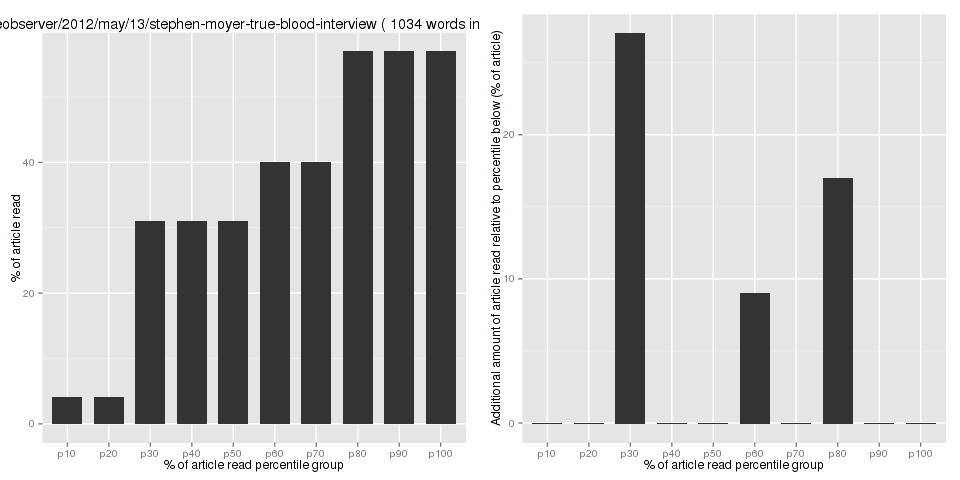 eobserver/2012/may/13/stephen-moyer-true-blood-interview ( 1034 words in
% of article read
40
20
0
p10 p20 p30 p40 p50 p60 p70 p80 p90 p100
% of article read percentile group
Additional amount of article read relative to percentile below (% of article)
20
10
0
p10 p20 p30 p40 p50 p60 p70 p80 p90 p100
% of article read percentile group